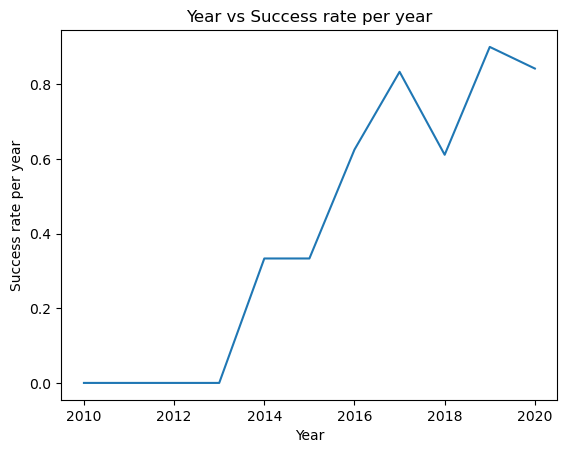 Year vs Success rate per year
Success rate per year
0.8
0.6
0.4
0.2
0.0
2010 2012 2014 2016 2018 2020
Year